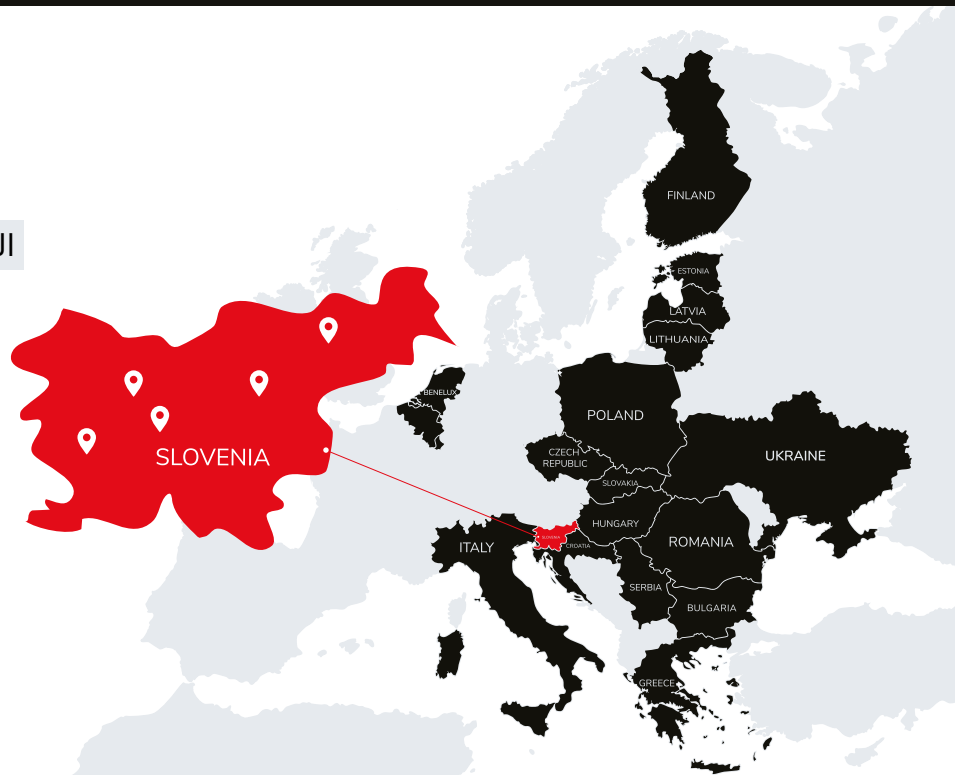 FINLAND
UI
ESTONIA
LATVIA
LITHUANIA
BENELUX
POLAND
CZECH
REPUBLIC
UKRAINE
SLOVENIA
SLOVAKIA
HUNGARY
SLOVENIA
ITALY
CROATIA
ROMANIA
SERBIA
BULGARIA
GREECE